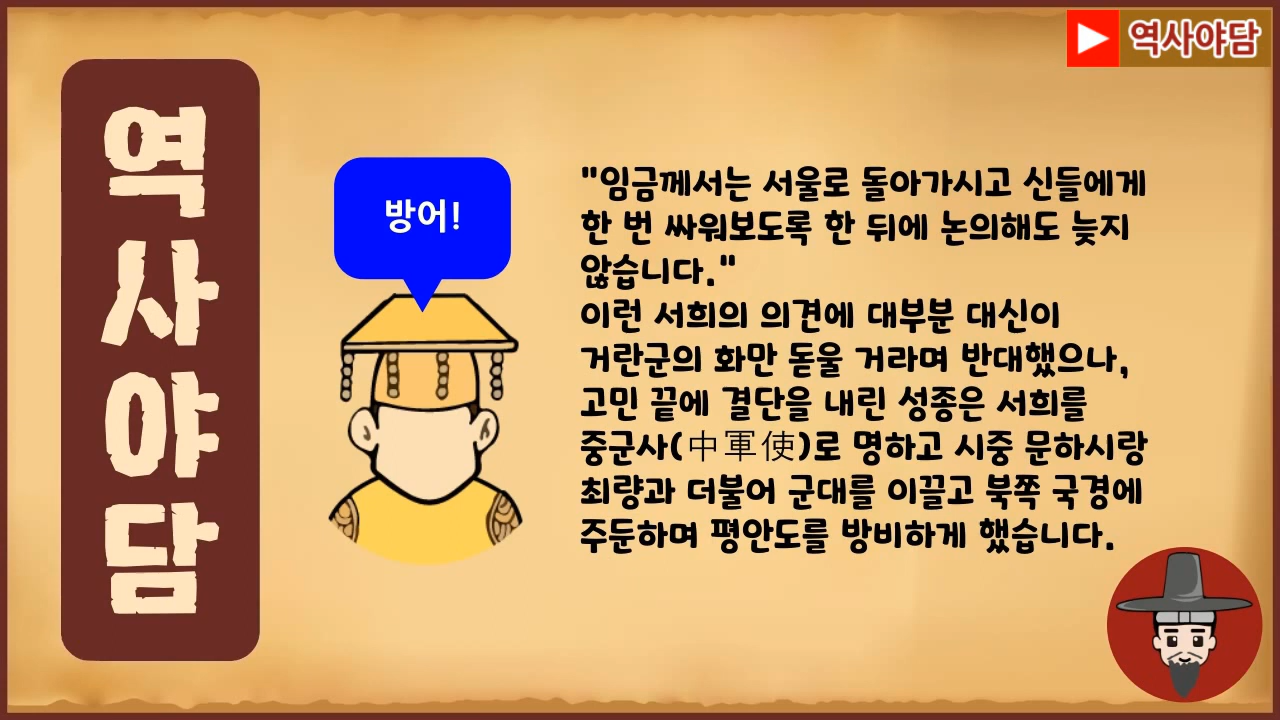 역사야담
역사야담
방어!
"임금께서는 서울로 돌아가시고 신들에게
한 번 싸워보도록 한 뒤에 논의해도 늦지
않습니다."
이런 서희의 의견에 대부분 대신이
거란군의 화만 돋울 거라며 반대했으나,
고민 끝에 결단을 내린 성종은 서희를
중군사(中軍使)로 명하고 시중 문하시랑
최량과 더불어 군대를 이끌고 북쪽 국경에
주둔하며 평안도를 방비하게 했습니다.